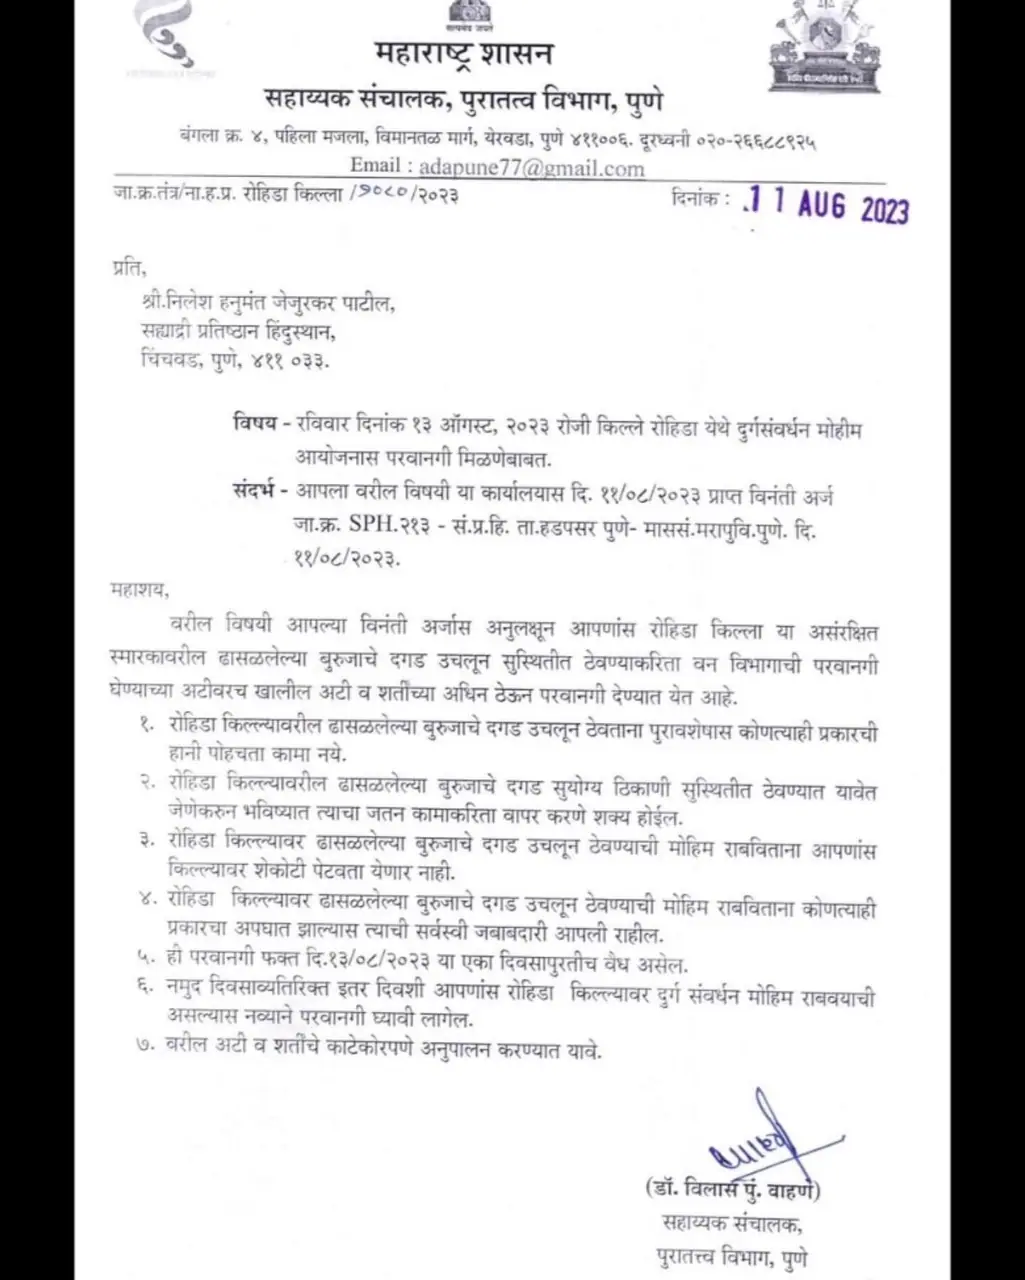 सत्यमेव जयते
महाराष्ट्र शासन
सहाय्यक संचालक, पुरातत्व विभाग, पुणे
बंगला क्र. ४, पहिला मजला, विमानतळ मार्ग, येरवडा, पुणे ४११००६. दूरध्वनी ०२०-२६६८८९२५
Email : adapune77@gmail.com
जा.क्र.तंत्र/ना.ह.प्र. रोहिडा किल्ला /१०८०/२०२३
दिनांक : 11 AUG 2023
प्रति,
श्री.निलेश हनुमंत जेजुरकर पाटील,
सह्याद्री प्रतिष्ठान हिंदुस्थान,
चिंचवड, पुणे, ४११ ०३३.
विषय - रविवार दिनांक १३ ऑगस्ट, २०२३ रोजी किल्ले रोहिडा येथे दुर्गसंवर्धन मोहीम
आयोजनास परवानगी मिळणेबाबत.
संदर्भ - आपला वरील विषयी या कार्यालयास दि. ११/०८/२०२३ प्राप्त विनंती अर्ज
जा.क्र. SPH.२१३ - सं.प्र.हि. ता.हडपसर पुणे- माससं.मरापुवि.पुणे. दि.
११/०८/२०२३.
महाशय,
वरील विषयी आपल्या विनंती अर्जास अनुलक्षून आपणांस रोहिडा किल्ला या असंरक्षित
स्मारकावरील ढासळलेल्या बुरुजाचे दगड उचलून सुस्थितीत ठेवण्याकरिता वन विभागाची परवानगी
घेण्याच्या अटीवरच खालील अटी व शर्तींच्या अधिन ठेऊन परवानगी देण्यात येत आहे.
१. रोहिडा किल्ल्यावरील ढासळलेल्या बुरुजाचे दगड उचलून ठेवताना पुरावशेषास कोणत्याही प्रकारची
हानी पोहचता कामा नये.
२. रोहिडा किल्ल्यावरील ढासळलेल्या बुरुजाचे दगड सुयोग्य ठिकाणी सुस्थितीत ठेवण्यात यावेत
जेणेकरुन भविष्यात त्याचा जतन कामाकरिता वापर करणे शक्य होईल.
३. रोहिडा किल्ल्यावर ढासळलेल्या बुरुजाचे दगड उचलून ठेवण्याची मोहिम राबविताना आपणांस
किल्ल्यावर शेकोटी पेटवता येणार नाही.
४. रोहिडा किल्ल्यावर ढासळलेल्या बुरुजाचे दगड उचलून ठेवण्याची मोहिम राबविताना कोणत्याही
प्रकारचा अपघात झाल्यास त्याची सर्वस्वी जबाबदारी आपली राहील.
५. ही परवानगी फक्त दि.१३/०८/२०२३ या एका दिवसापुरतीच वैध असेल.
६. नमुद दिवसाव्यतिरिक्त इतर दिवशी आपणांस रोहिडा किल्ल्यावर दुर्ग संवर्धन मोहिम राबवयाची
असल्यास नव्याने परवानगी घ्यावी लागेल.
७. वरील अटी व शर्तींचे काटेकोरपणे अनुपालन करण्यात यावे.
(डॉ. विलास पुं. वाहणे)
सहाय्यक संचालक,
पुरातत्त्व विभाग, पुणे